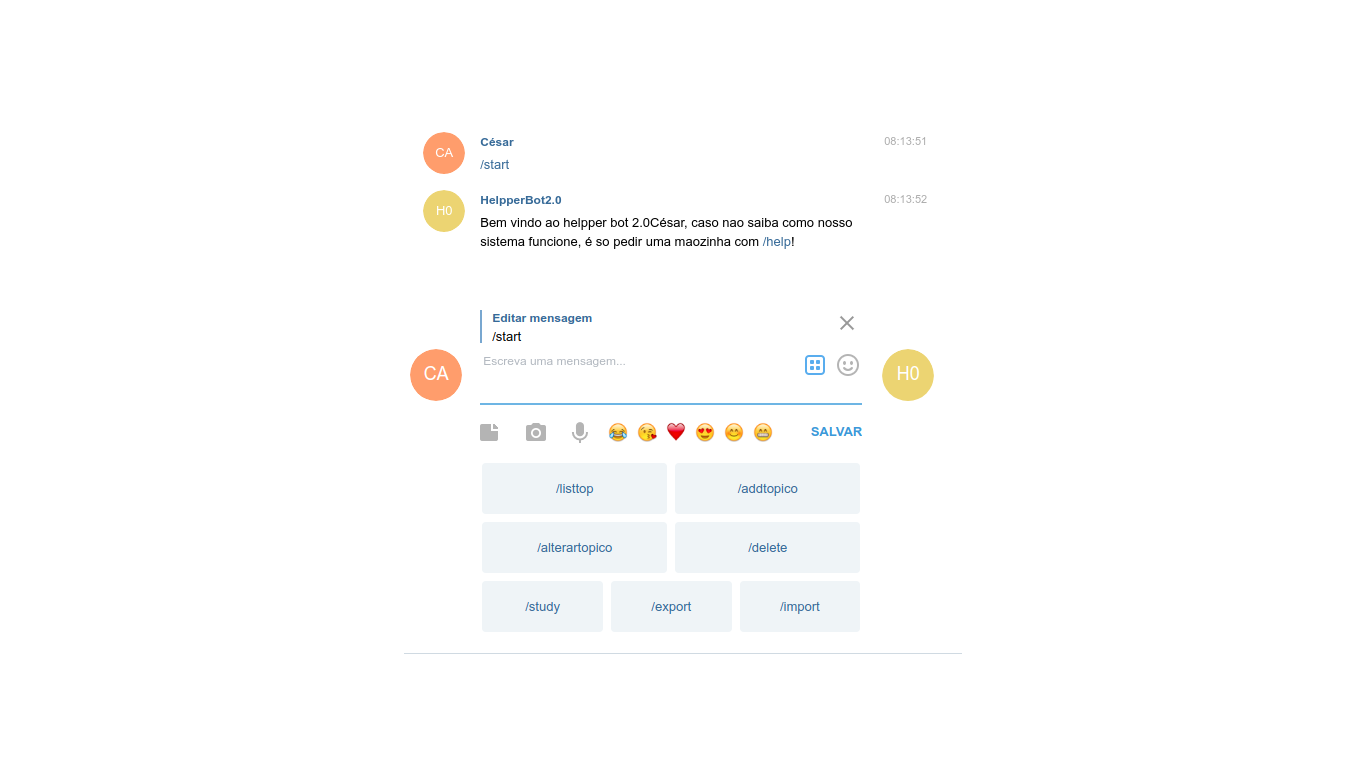 CA
César
08:13:51
/start
H0
HelpperBot2.0
08:13:52
Bem vindo ao helpper bot 2.0César, caso nao saiba como nosso
sistema funcione, é so pedir uma maozinha com /help!
Editar mensagem
/start
CA
Escreva uma mensagem...
H0
SALVAR
/listtop
/addtopico
/alterartopico
/delete
/study
/export
/import